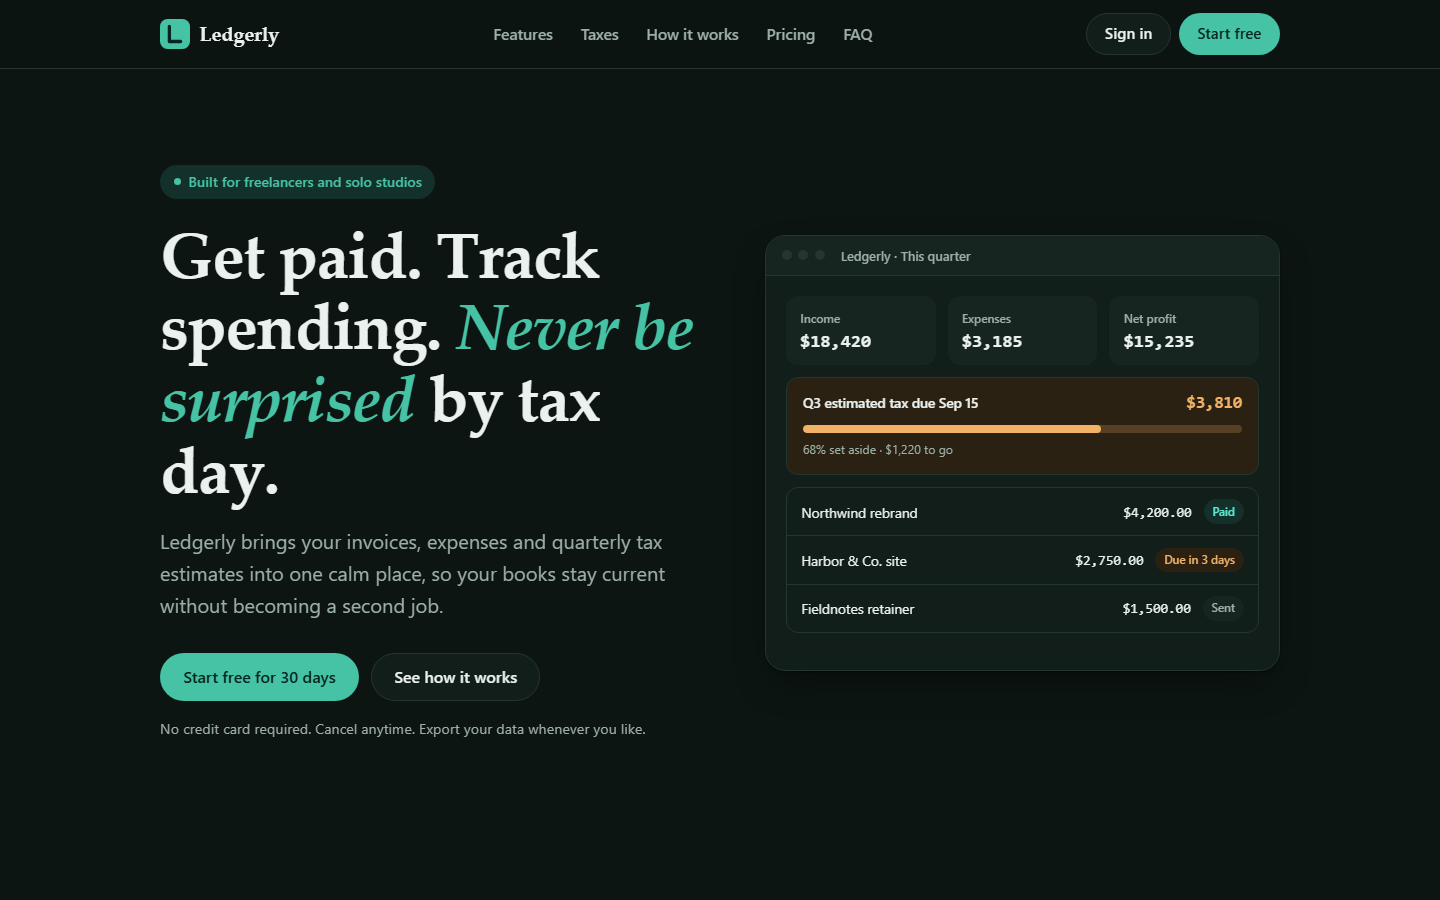 Ledgerly
Features Taxes How it works Pricing FAQ
Sign in Start free
Built for freelancers and solo studios
Get paid. Track
spending. Never be
surprised by tax
day.
Ledgerly brings your invoices, expenses and quarterly tax
estimates into one calm place, so your books stay current
without becoming a second job.
Start free for 30 days See how it works
No credit card required. Cancel anytime. Export your data whenever you like.
Ledgerly · This quarter
Income Expenses Net profit
$18,420 $3,185 $15,235
Q3 estimated tax due Sep 15 $3,810
68% set aside · $1,220 to go
Northwind rebrand $4,200.00 Paid
Harbor & Co. site $2,750.00 Due in 3 days
Fieldnotes retainer $1,500.00 Sent